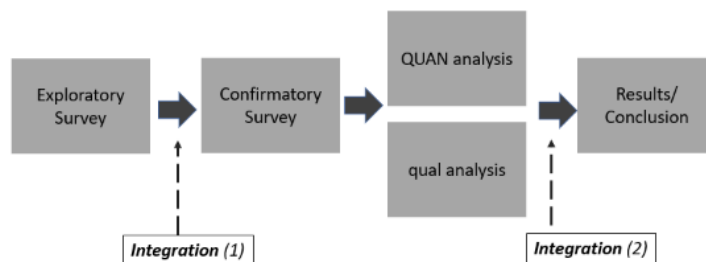 Exploratory
Survey
Confirmatory
Survey
QUAN analysis
qual analysis
Results/
Conclusion
Integration (1)
Integration (2)